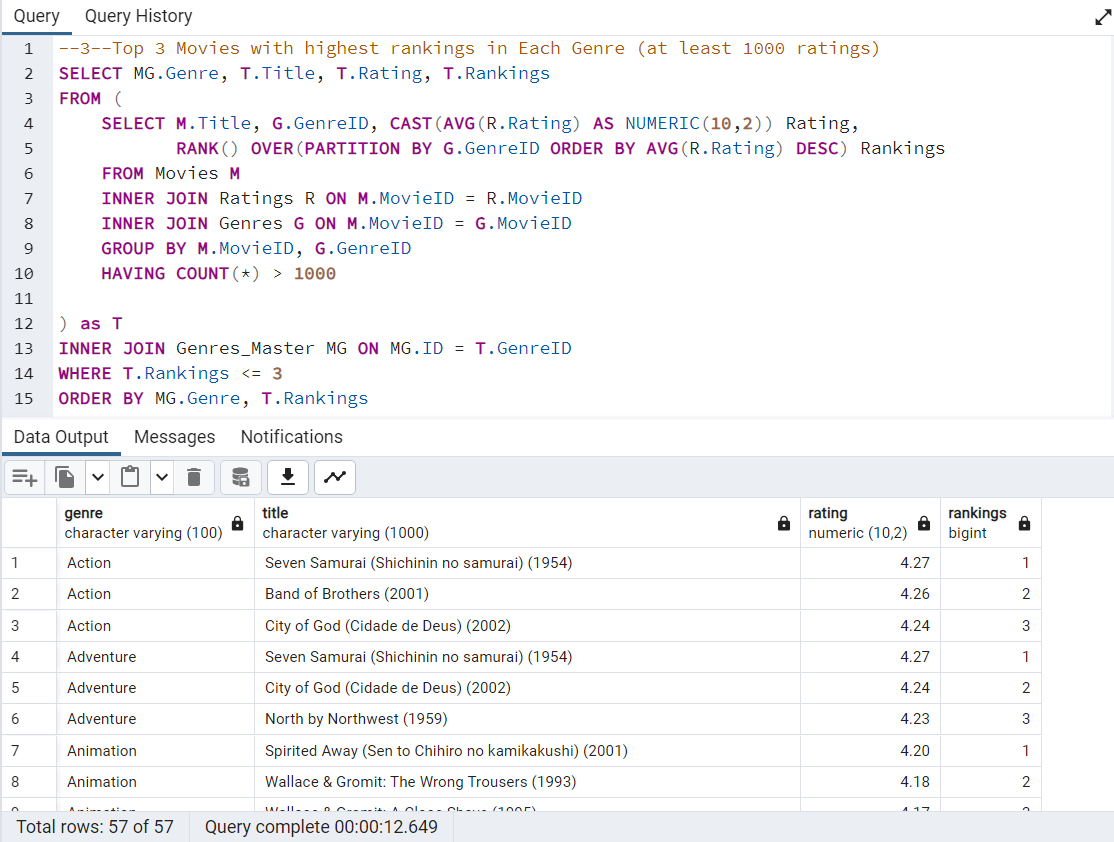 Query Query History
1 --3--Top 3 Movies with highest rankings in Each Genre (at least 1000 ratings)
2 SELECT MG.Genre, T.Title, T.Rating, T.Rankings
3 FROM (
4 SELECT M.Title, G.GenreID, CAST(AVG(R.Rating) AS NUMERIC(10,2)) Rating,
5 RANK() OVER(PARTITION BY G.GenreID ORDER BY AVG(R.Rating) DESC) Rankings
6 FROM Movies M
7 INNER JOIN Ratings R ON M.MovieID = R.MovieID
8 INNER JOIN Genres G ON M.MovieID = G.MovieID
9 GROUP BY M.MovieID, G.GenreID
10 HAVING COUNT(*) > 1000
11
12 ) as T
13 INNER JOIN Genres_Master MG ON MG.ID = T.GenreID
14 WHERE T.Rankings <= 3
15 ORDER BY MG.Genre, T.Rankings
Data Output Messages Notifications
genre title rating rankings
character varying (100) character varying (1000) numeric (10,2) bigint
1 Action Seven Samurai (Shichinin no samurai) (1954) 4.27 1
2 Action Band of Brothers (2001) 4.26 2
3 Action City of God (Cidade de Deus) (2002) 4.24 3
4 Adventure Seven Samurai (Shichinin no samurai) (1954) 4.27 1
5 Adventure City of God (Cidade de Deus) (2002) 4.24 2
6 Adventure North by Northwest (1959) 4.23 3
7 Animation Spirited Away (Sen to Chihiro no kamikakushi) (2001) 4.20 1
8 Animation Wallace & Gromit: The Wrong Trousers (1993) 4.18 2
9 Animation Wallace & Gromit: A Close Shave (1995) 4.17 3
Total rows: 57 of 57 Query complete 00:00:12.649